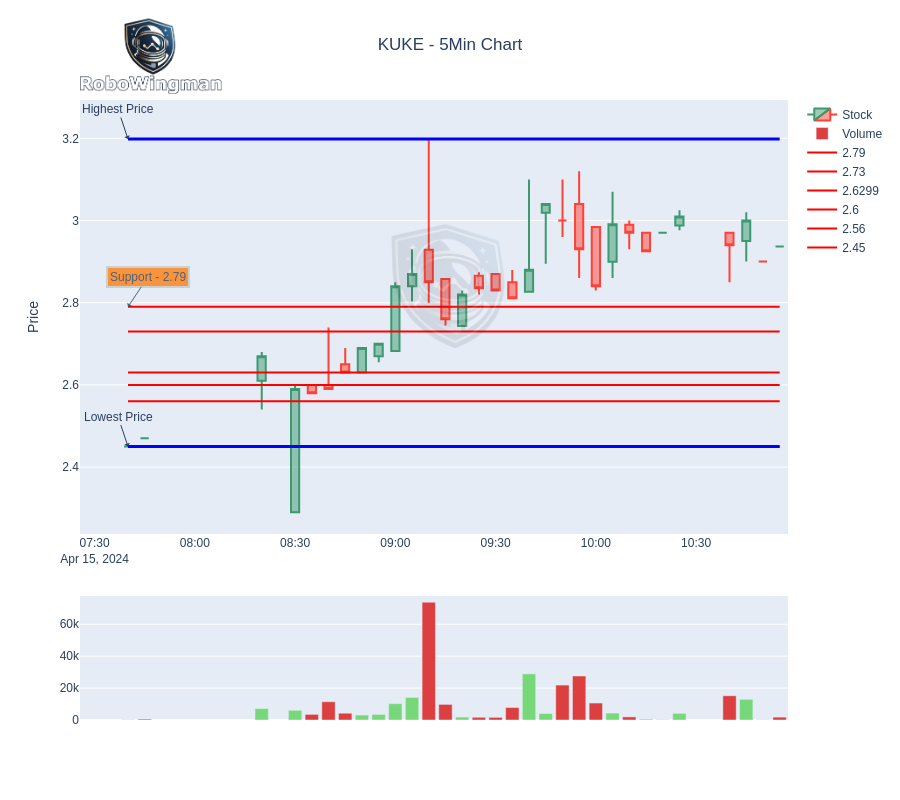 KUKE - 5Min Chart
RoboWingman
Highest Price
3.2
3
2.8
2.6
2.4
Price
Support - 2.79
Lowest Price
07:30
08:00
08:30
09:00
09:30
10:00
10:30
Apr 15, 2024
Stock
Volume
2.79
2.73
2.6299
2.6
2.56
2.45
60k
40k
20k
0